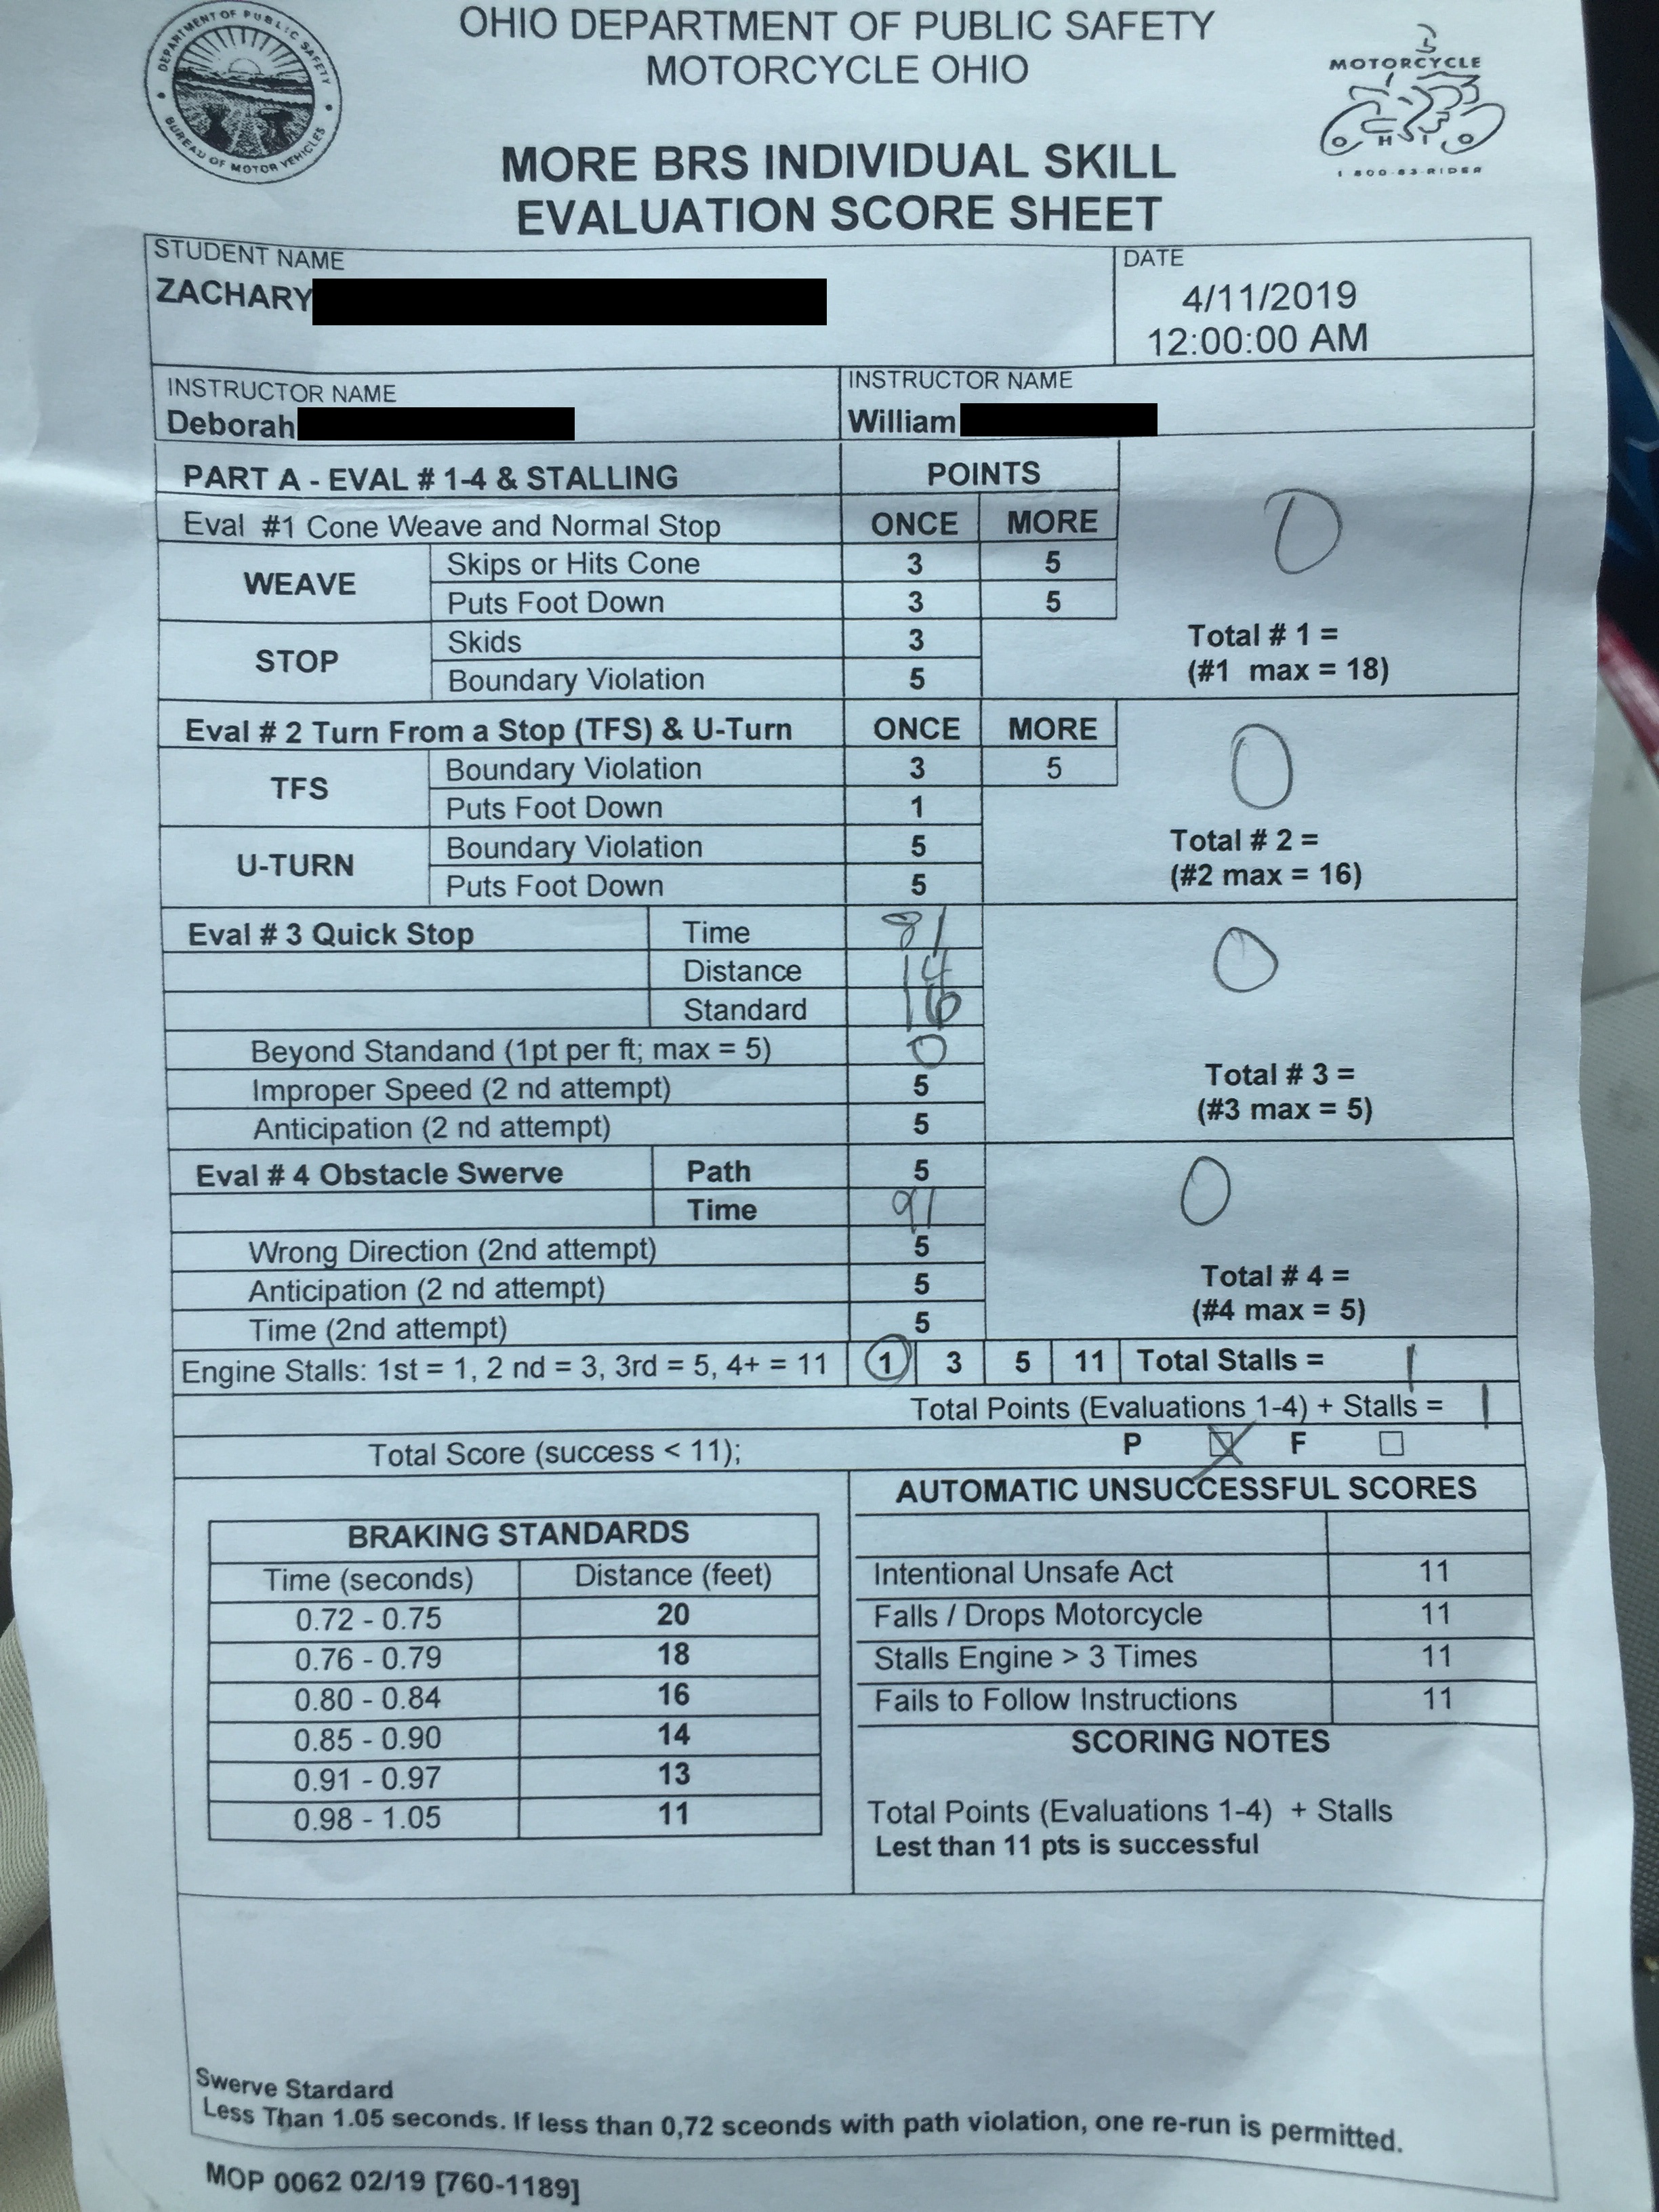 DEPARTMENT OF PUBLIC SAFETY
BUREAU OF MOTOR VEHICLES
OHIO DEPARTMENT OF PUBLIC SAFETY
MOTORCYCLE OHIO
MOTORCYCLE
OHIO
1 800-83-RIDER
MORE BRS INDIVIDUAL SKILL
EVALUATION SCORE SHEET
STUDENT NAME
ZACHARY
DATE
4/11/2019
12:00:00 AM
INSTRUCTOR NAME
Deborah
INSTRUCTOR NAME
William
PART A - EVAL # 1-4 & STALLING POINTS
Eval #1 Cone Weave and Normal Stop ONCE MORE
WEAVE
Skips or Hits Cone 3 5
Puts Foot Down 3 5
STOP
Skids 3
Boundary Violation 5
0
Total # 1 =
(#1 max = 18)
Eval # 2 Turn From a Stop (TFS) & U-Turn ONCE MORE
TFS
Boundary Violation 3 5
Puts Foot Down 1
U-TURN
Boundary Violation 5
Puts Foot Down 5
0
Total # 2 =
(#2 max = 16)
Eval # 3 Quick Stop Time 81
Distance 14
Standard 16
Beyond Standand (1pt per ft; max = 5) 0
Improper Speed (2 nd attempt) 5
Anticipation (2 nd attempt) 5
0
Total # 3 =
(#3 max = 5)
Eval # 4 Obstacle Swerve Path 5
Time 91
Wrong Direction (2nd attempt) 5
Anticipation (2 nd attempt) 5
Time (2nd attempt) 5
0
Total # 4 =
(#4 max = 5)
Engine Stalls: 1st = 1, 2 nd = 3, 3rd = 5, 4+ = 11 1 3 5 11 Total Stalls = 1
Total Points (Evaluations 1-4) + Stalls = 1
Total Score (success < 11); P X F
BRAKING STANDARDS
Time (seconds) Distance (feet)
0.72 - 0.75 20
0.76 - 0.79 18
0.80 - 0.84 16
0.85 - 0.90 14
0.91 - 0.97 13
0.98 - 1.05 11
AUTOMATIC UNSUCCESSFUL SCORES
Intentional Unsafe Act 11
Falls / Drops Motorcycle 11
Stalls Engine > 3 Times 11
Fails to Follow Instructions 11
SCORING NOTES
Total Points (Evaluations 1-4) + Stalls
Lest than 11 pts is successful
Swerve Stardard
Less Than 1.05 seconds. If less than 0,72 sceonds with path violation, one re-run is permitted.
MOP 0062 02/19 [760-1189]